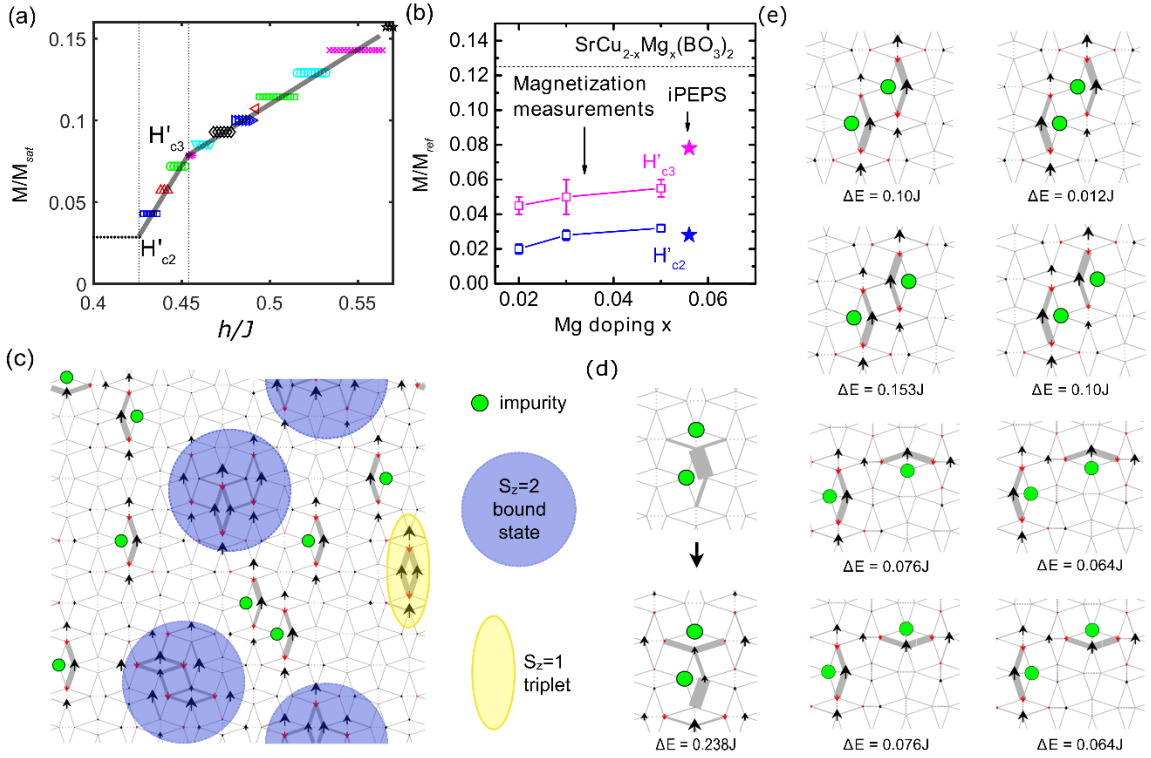 (a)
M/Msat
0.15
0.1
0.05
0
0.4
0.45
0.5
0.55
h/J
H'c3
H'c2
(b)
M/Mref
0.14
0.12
0.10
0.08
0.06
0.04
0.02
0.00
0.02
0.04
0.06
Mg doping x
SrCu2-xMgx(BO3)2
Magnetization
measurements
iPEPS
H'c3
H'c2
(c)
impurity
Sz=2
bound
state
Sz=1
triplet
(d)
ΔE = 0.238J
(e)
ΔE = 0.10J
ΔE = 0.012J
ΔE = 0.153J
ΔE = 0.10J
ΔE = 0.076J
ΔE = 0.064J
ΔE = 0.076J
ΔE = 0.064J